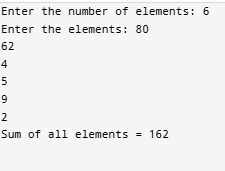 Enter the number of elements: 6
Enter the elements: 80
62
4
5
9
2
Sum of all elements = 162